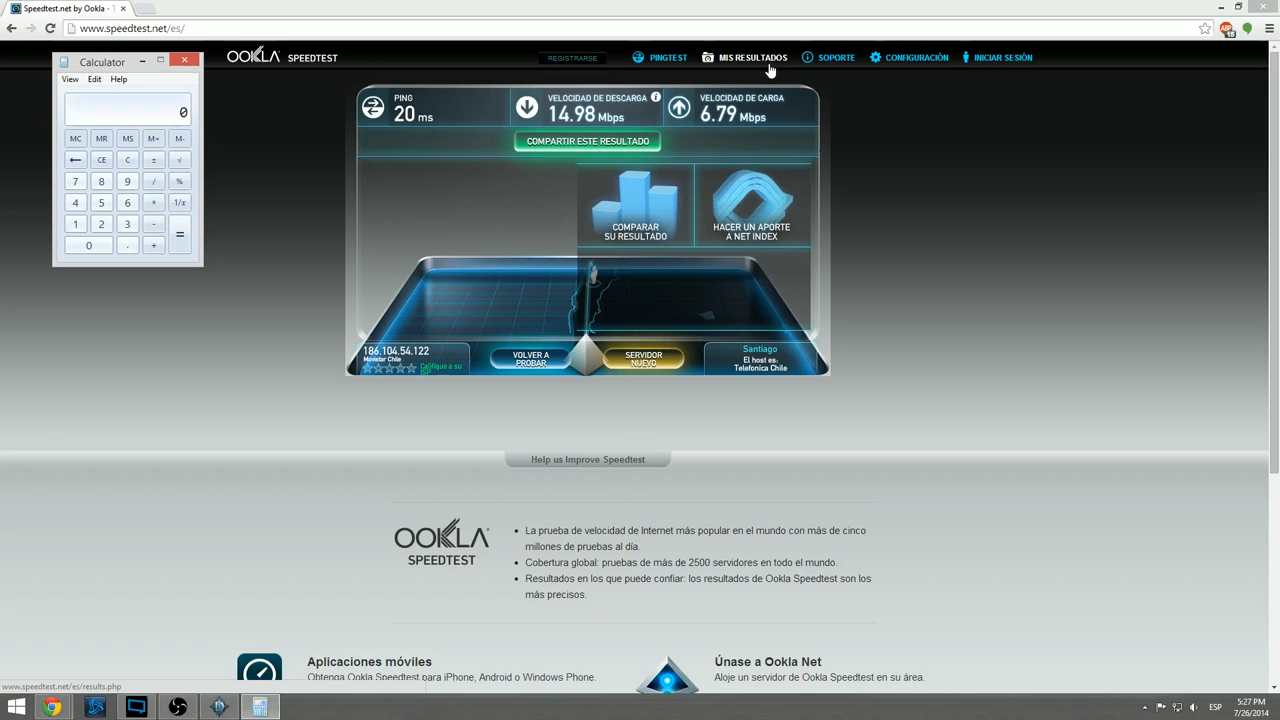 Speedtest.net by Ookla - T
www.speedtest.net/es/
Calculator
View Edit Help
0
MC MR MS M+ M-
← CE C ± √
7 8 9 / %
4 5 6 * 1/x
1 2 3 - =
0 . +
OOKLA SPEEDTEST
REGISTRARSE
PINGTEST
MIS RESULTADOS
SOPORTE
CONFIGURACIÓN
INICIAR SESIÓN
PING
20 ms
VELOCIDAD DE DESCARGA
14.98 Mbps
VELOCIDAD DE CARGA
6.79 Mbps
COMPARTIR ESTE RESULTADO
COMPARAR
SU RESULTADO
HACER UN APORTE
A NET INDEX
186.104.54.122
Movistar Chile
Califique a su
ISP
VOLVER A
PROBAR
SERVIDOR
NUEVO
Santiago
El host es:
Telefonica Chile
Help us Improve Speedtest
OOKLA
SPEEDTEST
La prueba de velocidad de Internet más popular en el mundo con más de cinco
millones de pruebas al día.
Cobertura global: pruebas de más de 2500 servidores en todo el mundo.
Resultados en los que puede confiar: los resultados de Ookla Speedtest son los
más precisos.
Aplicaciones móviles
Obtenga Ookla Speedtest para iPhone, Android o Windows Phone.
Únase a Ookla Net
Aloje un servidor de Ookla Speedtest en su área.
www.speedtest.net/es/results.php
ESP
5:27 PM
7/26/2014